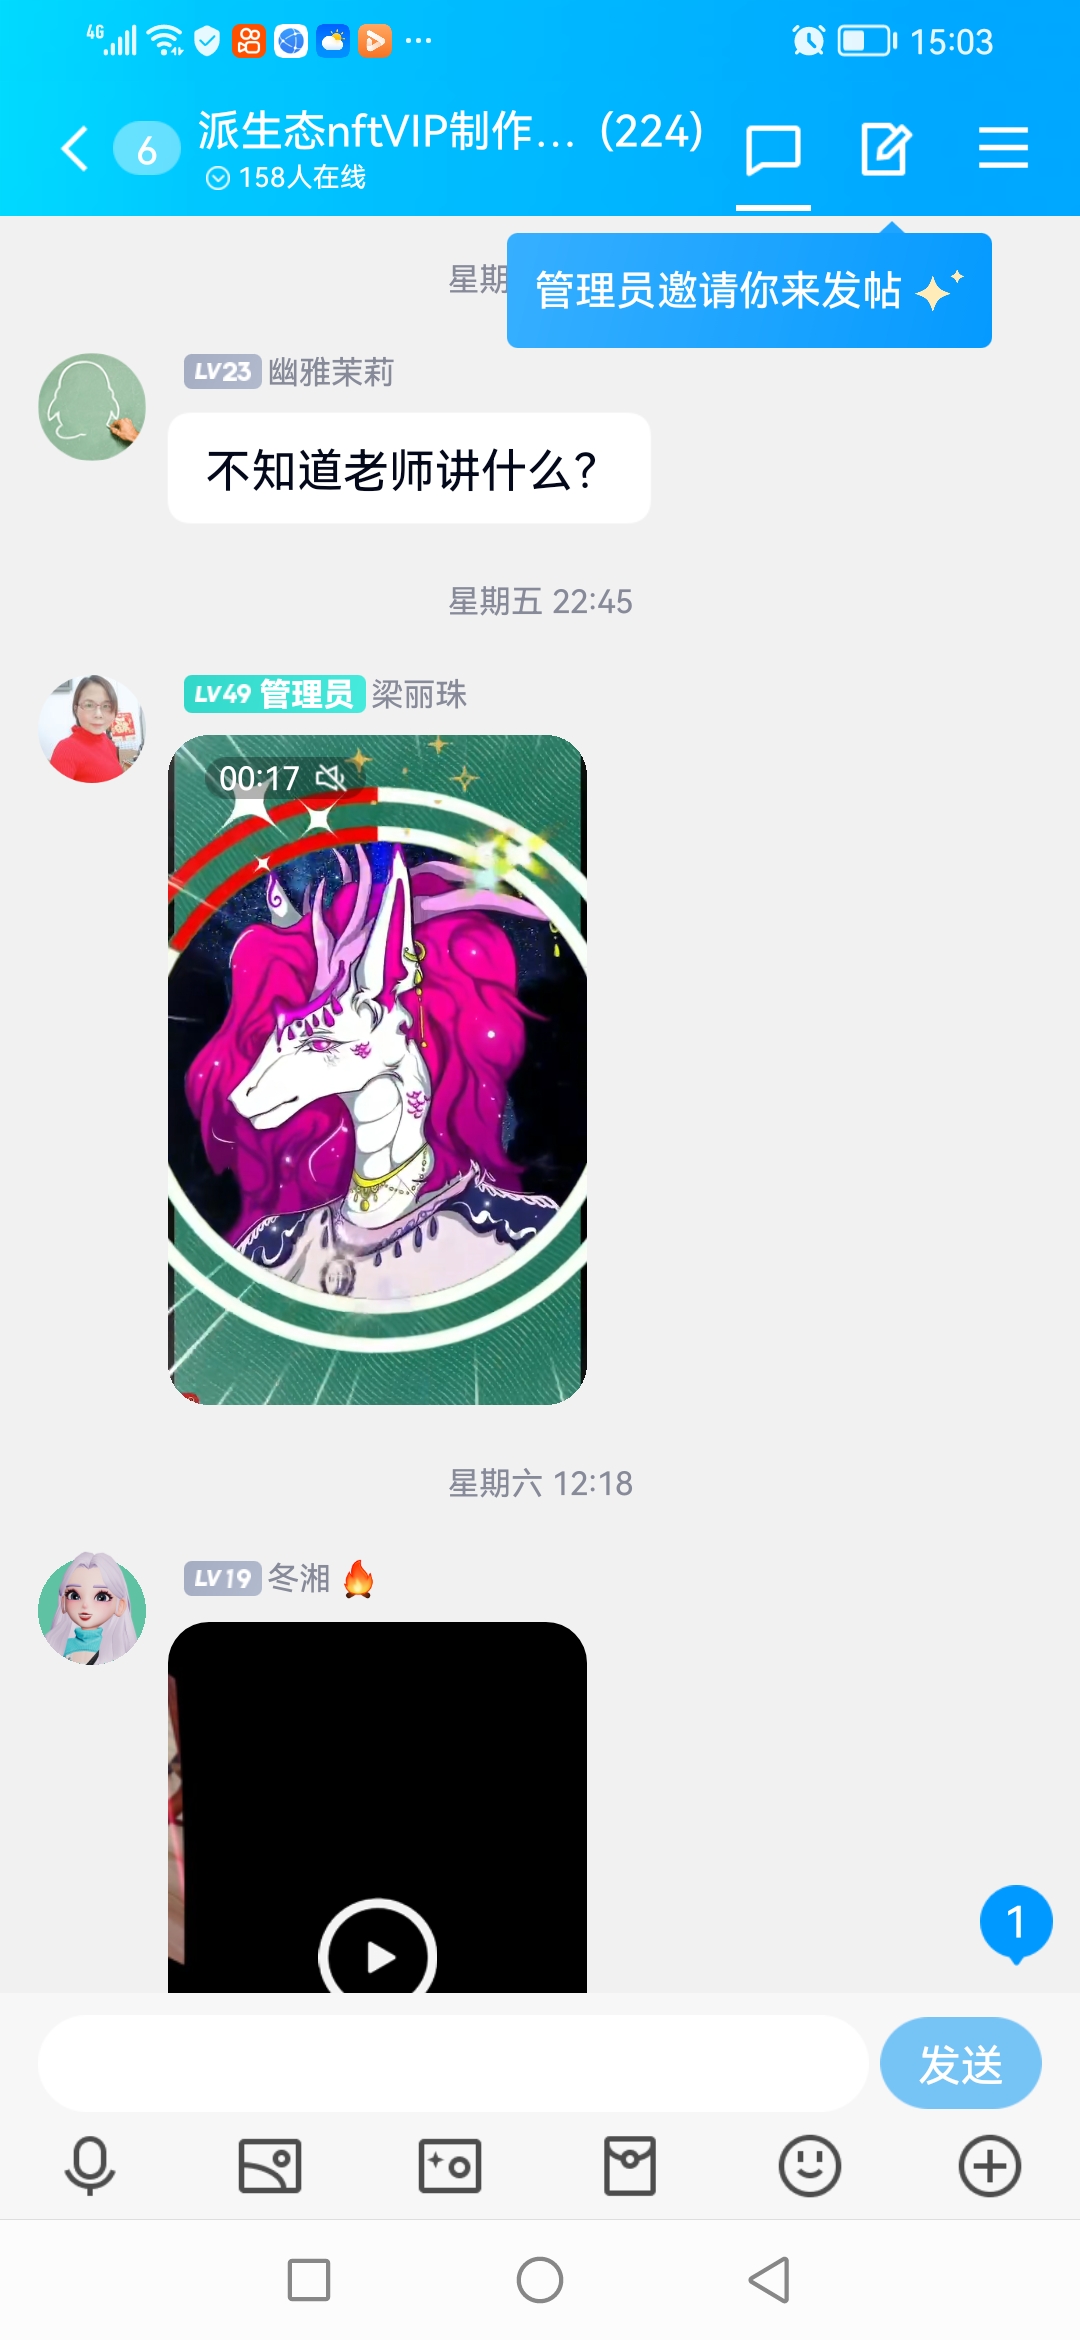 4G 15:03
6 派生态nftVIP制作... (224)
158人在线
星期
管理员邀请你来发帖
LV23 幽雅茉莉
不知道老师讲什么?
星期五 22:45
LV49 管理员 梁丽珠
00:17
星期六 12:18
LV19 冬湘
1
发送